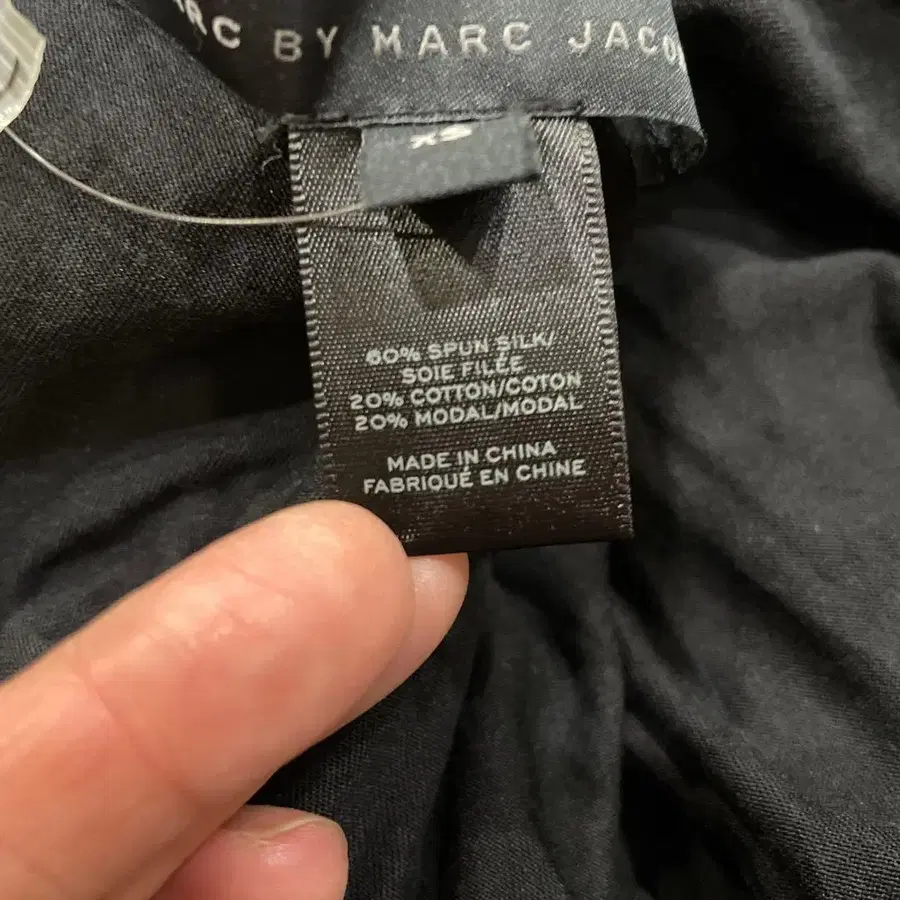 ARC BY MARC JACO
XS
60% SPUN SILK/
SOIE FILÉE
20% COTTON/COTON
20% MODAL/MODAL
MADE IN CHINA
FABRIQUÉ EN CHINE